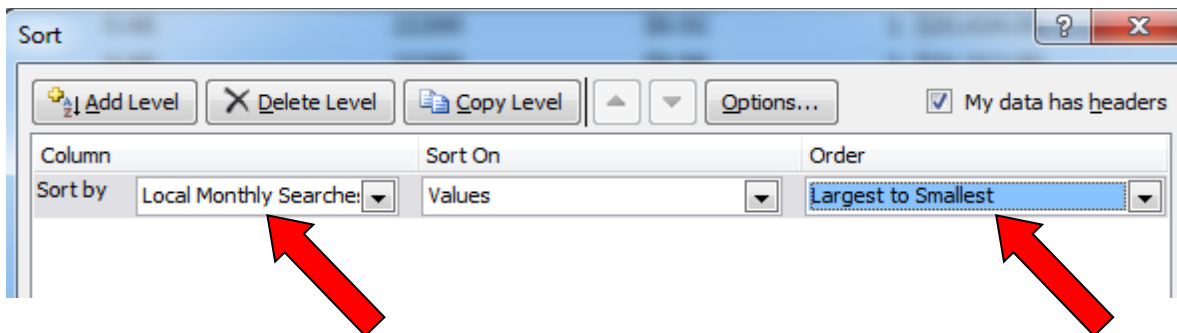 Sort
Add Level Delete Level Copy Level Options... My data has headers
Column Sort On Order
Sort by Local Monthly Searches Values Largest to Smallest